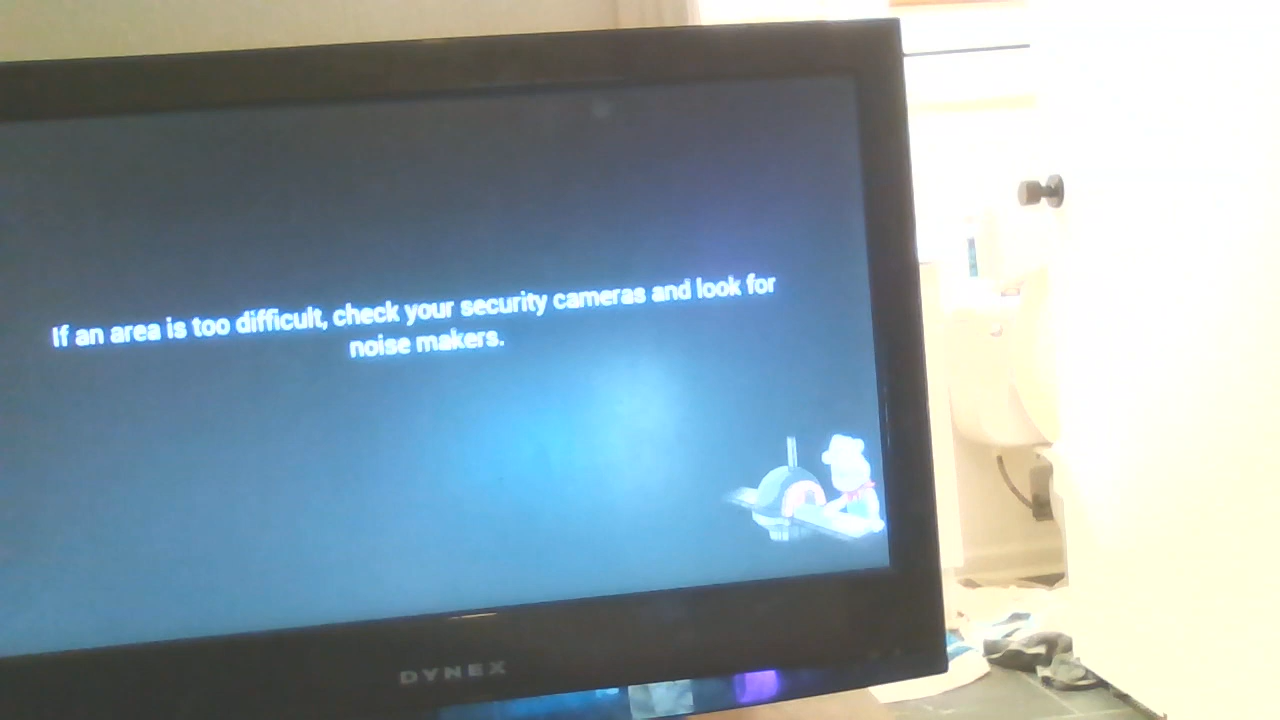 If an area is too difficult, check your security cameras and look for
noise makers.
DYNEX